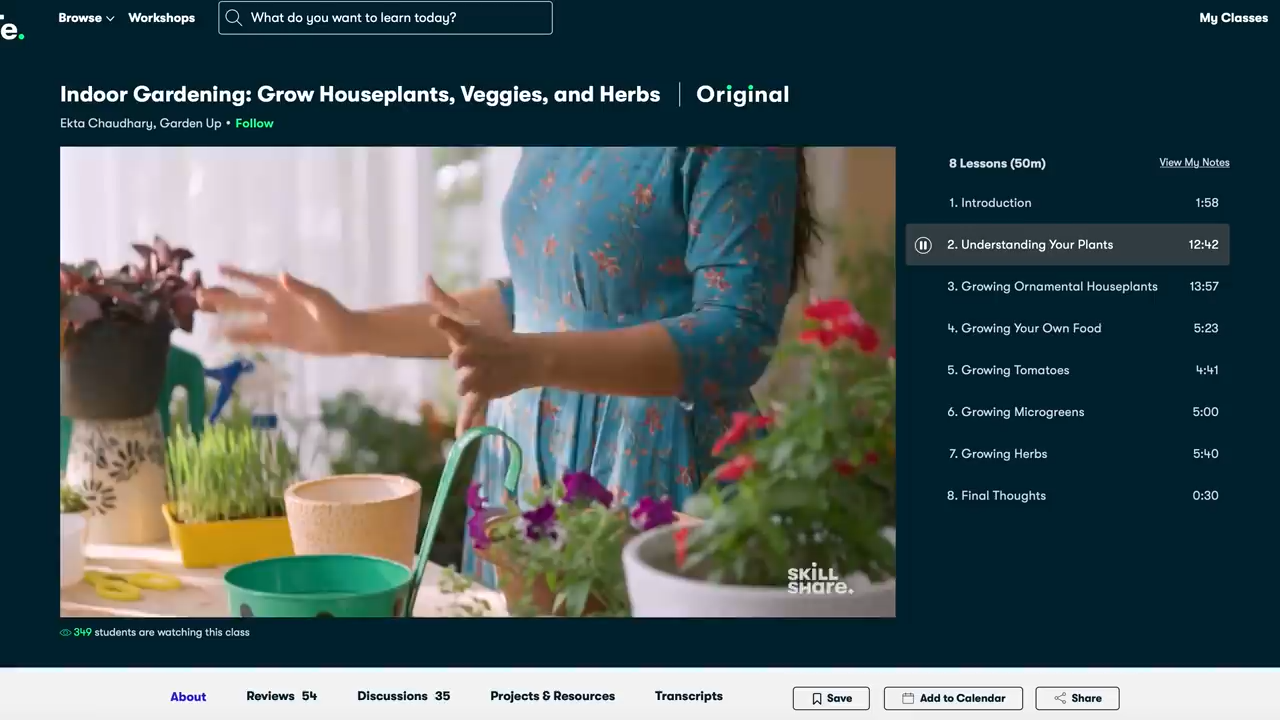 e.
Browse
Workshops
What do you want to learn today?
My Classes
Indoor Gardening: Grow Houseplants, Veggies, and Herbs | Original
Ekta Chaudhary, Garden Up • Follow
8 Lessons (50m)
View My Notes
1. Introduction 1:58
2. Understanding Your Plants 12:42
3. Growing Ornamental Houseplants 13:57
4. Growing Your Own Food 5:23
5. Growing Tomatoes 4:41
6. Growing Microgreens 5:00
7. Growing Herbs 5:40
8. Final Thoughts 0:30
SKILL
SHARE.
349 students are watching this class
About
Reviews 54
Discussions 35
Projects & Resources
Transcripts
Save
Add to Calendar
Share